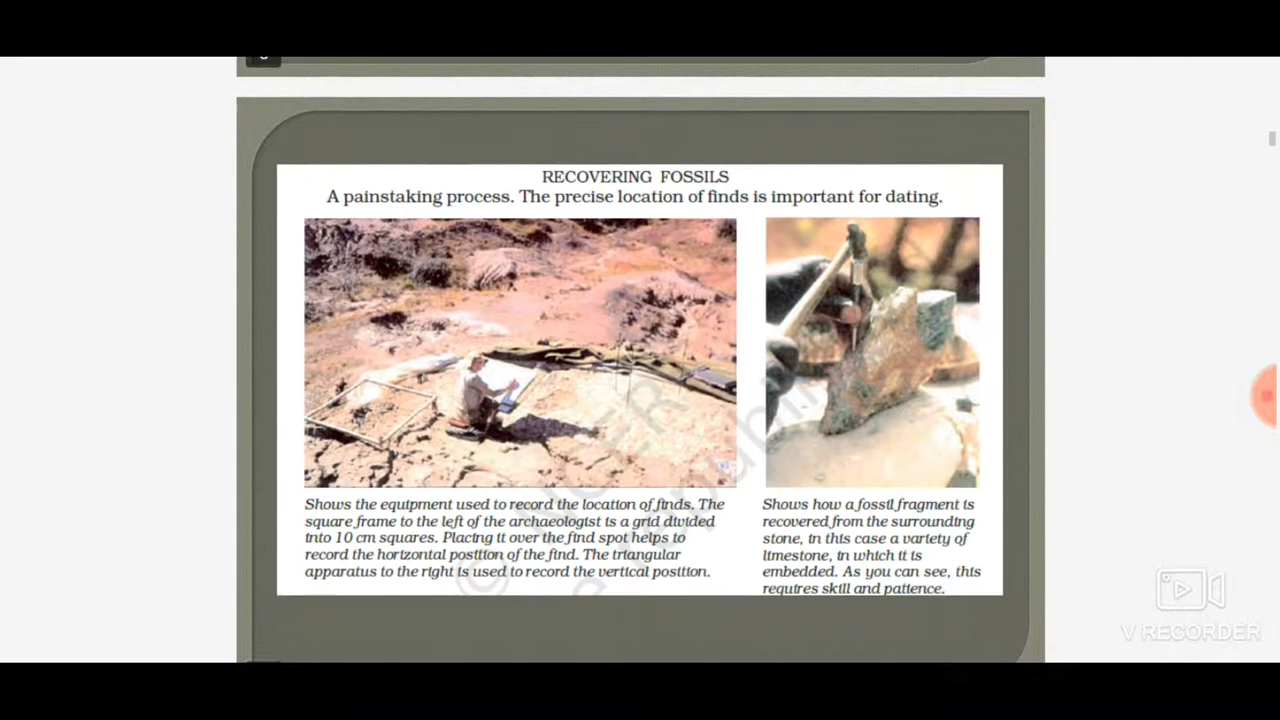 RECOVERING FOSSILS
A painstaking process. The precise location of finds is important for dating.
Shows the equipment used to record the location of finds. The
square frame to the left of the archaeologist is a grid divided
into 10 cm squares. Placing it over the find spot helps to
record the horizontal position of the find. The triangular
apparatus to the right is used to record the vertical position.
Shows how a fossil fragment is
recovered from the surrounding
stone, in this case a variety of
limestone, in which it is
embedded. As you can see, this
requires skill and patience.
V RECORDER